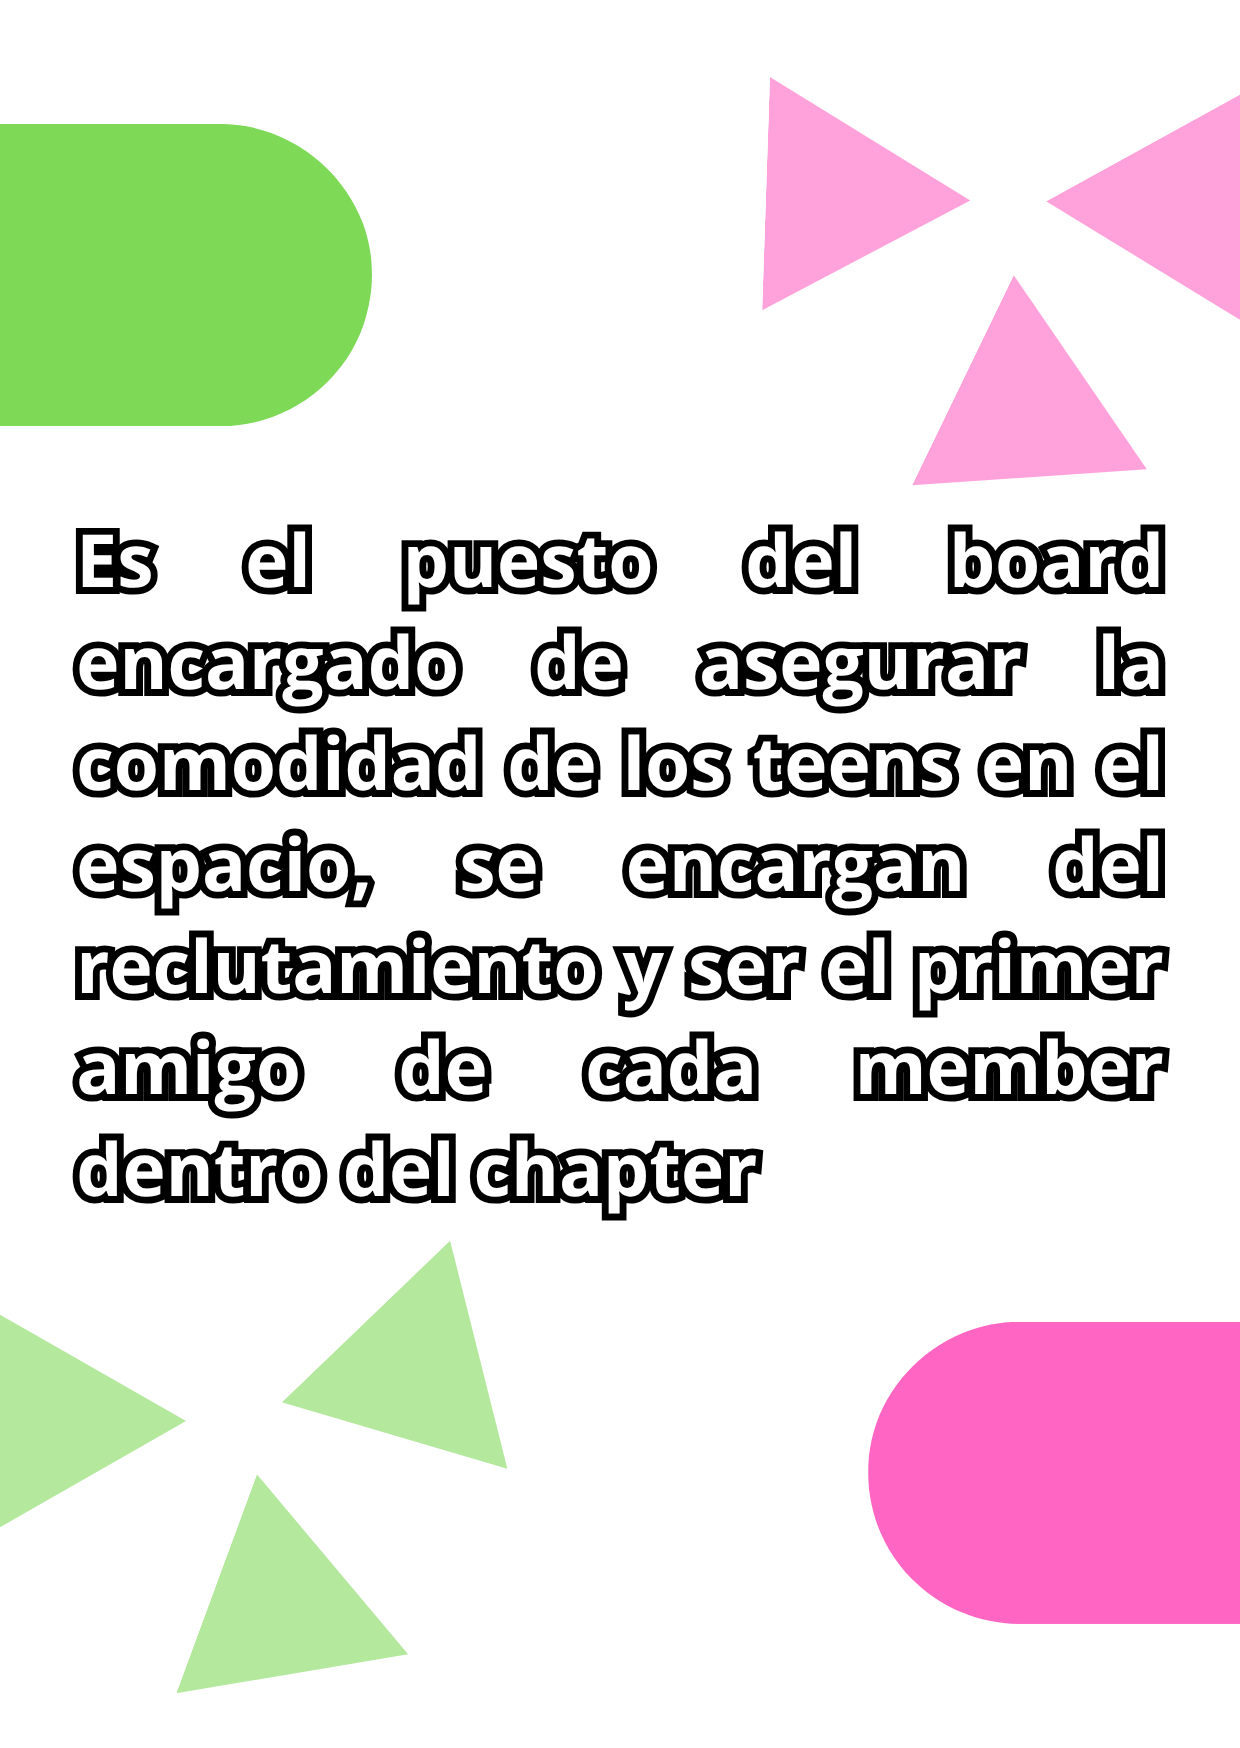 Es el puesto del board
encargado de asegurar la
comodidad de los teens en el
espacio, se encargan del
reclutamiento y ser el primer
amigo de cada member
dentro del chapter